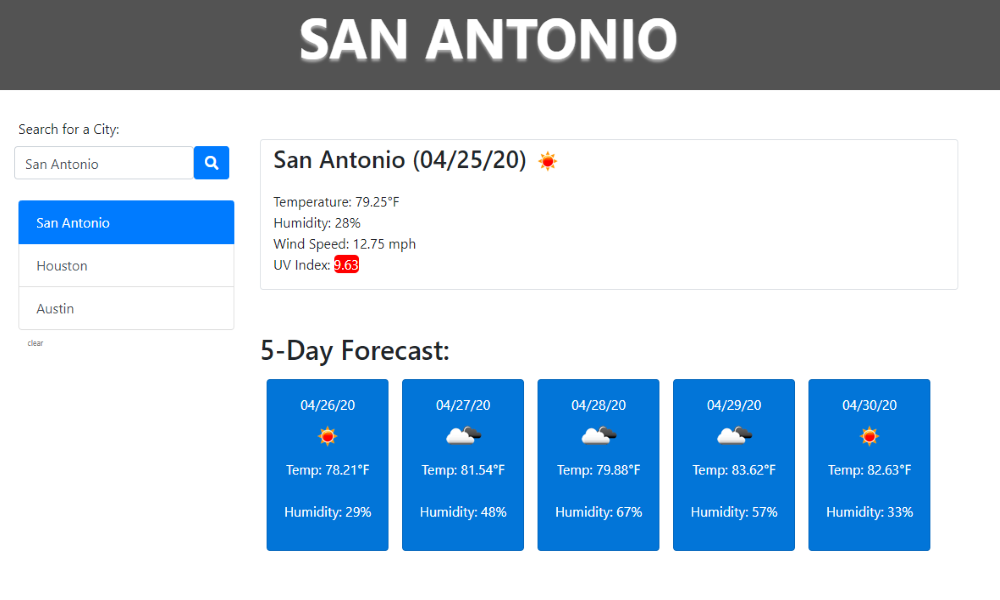 SAN ANTONIO
Search for a City:
San Antonio
San Antonio
Houston
Austin
clear
San Antonio (04/25/20)
Temperature: 79.25°F
Humidity: 28%
Wind Speed: 12.75 mph
UV Index: 9.63
5-Day Forecast:
04/26/20
Temp: 78.21°F
Humidity: 29%
04/27/20
Temp: 81.54°F
Humidity: 48%
04/28/20
Temp: 79.88°F
Humidity: 67%
04/29/20
Temp: 83.62°F
Humidity: 57%
04/30/20
Temp: 82.63°F
Humidity: 33%